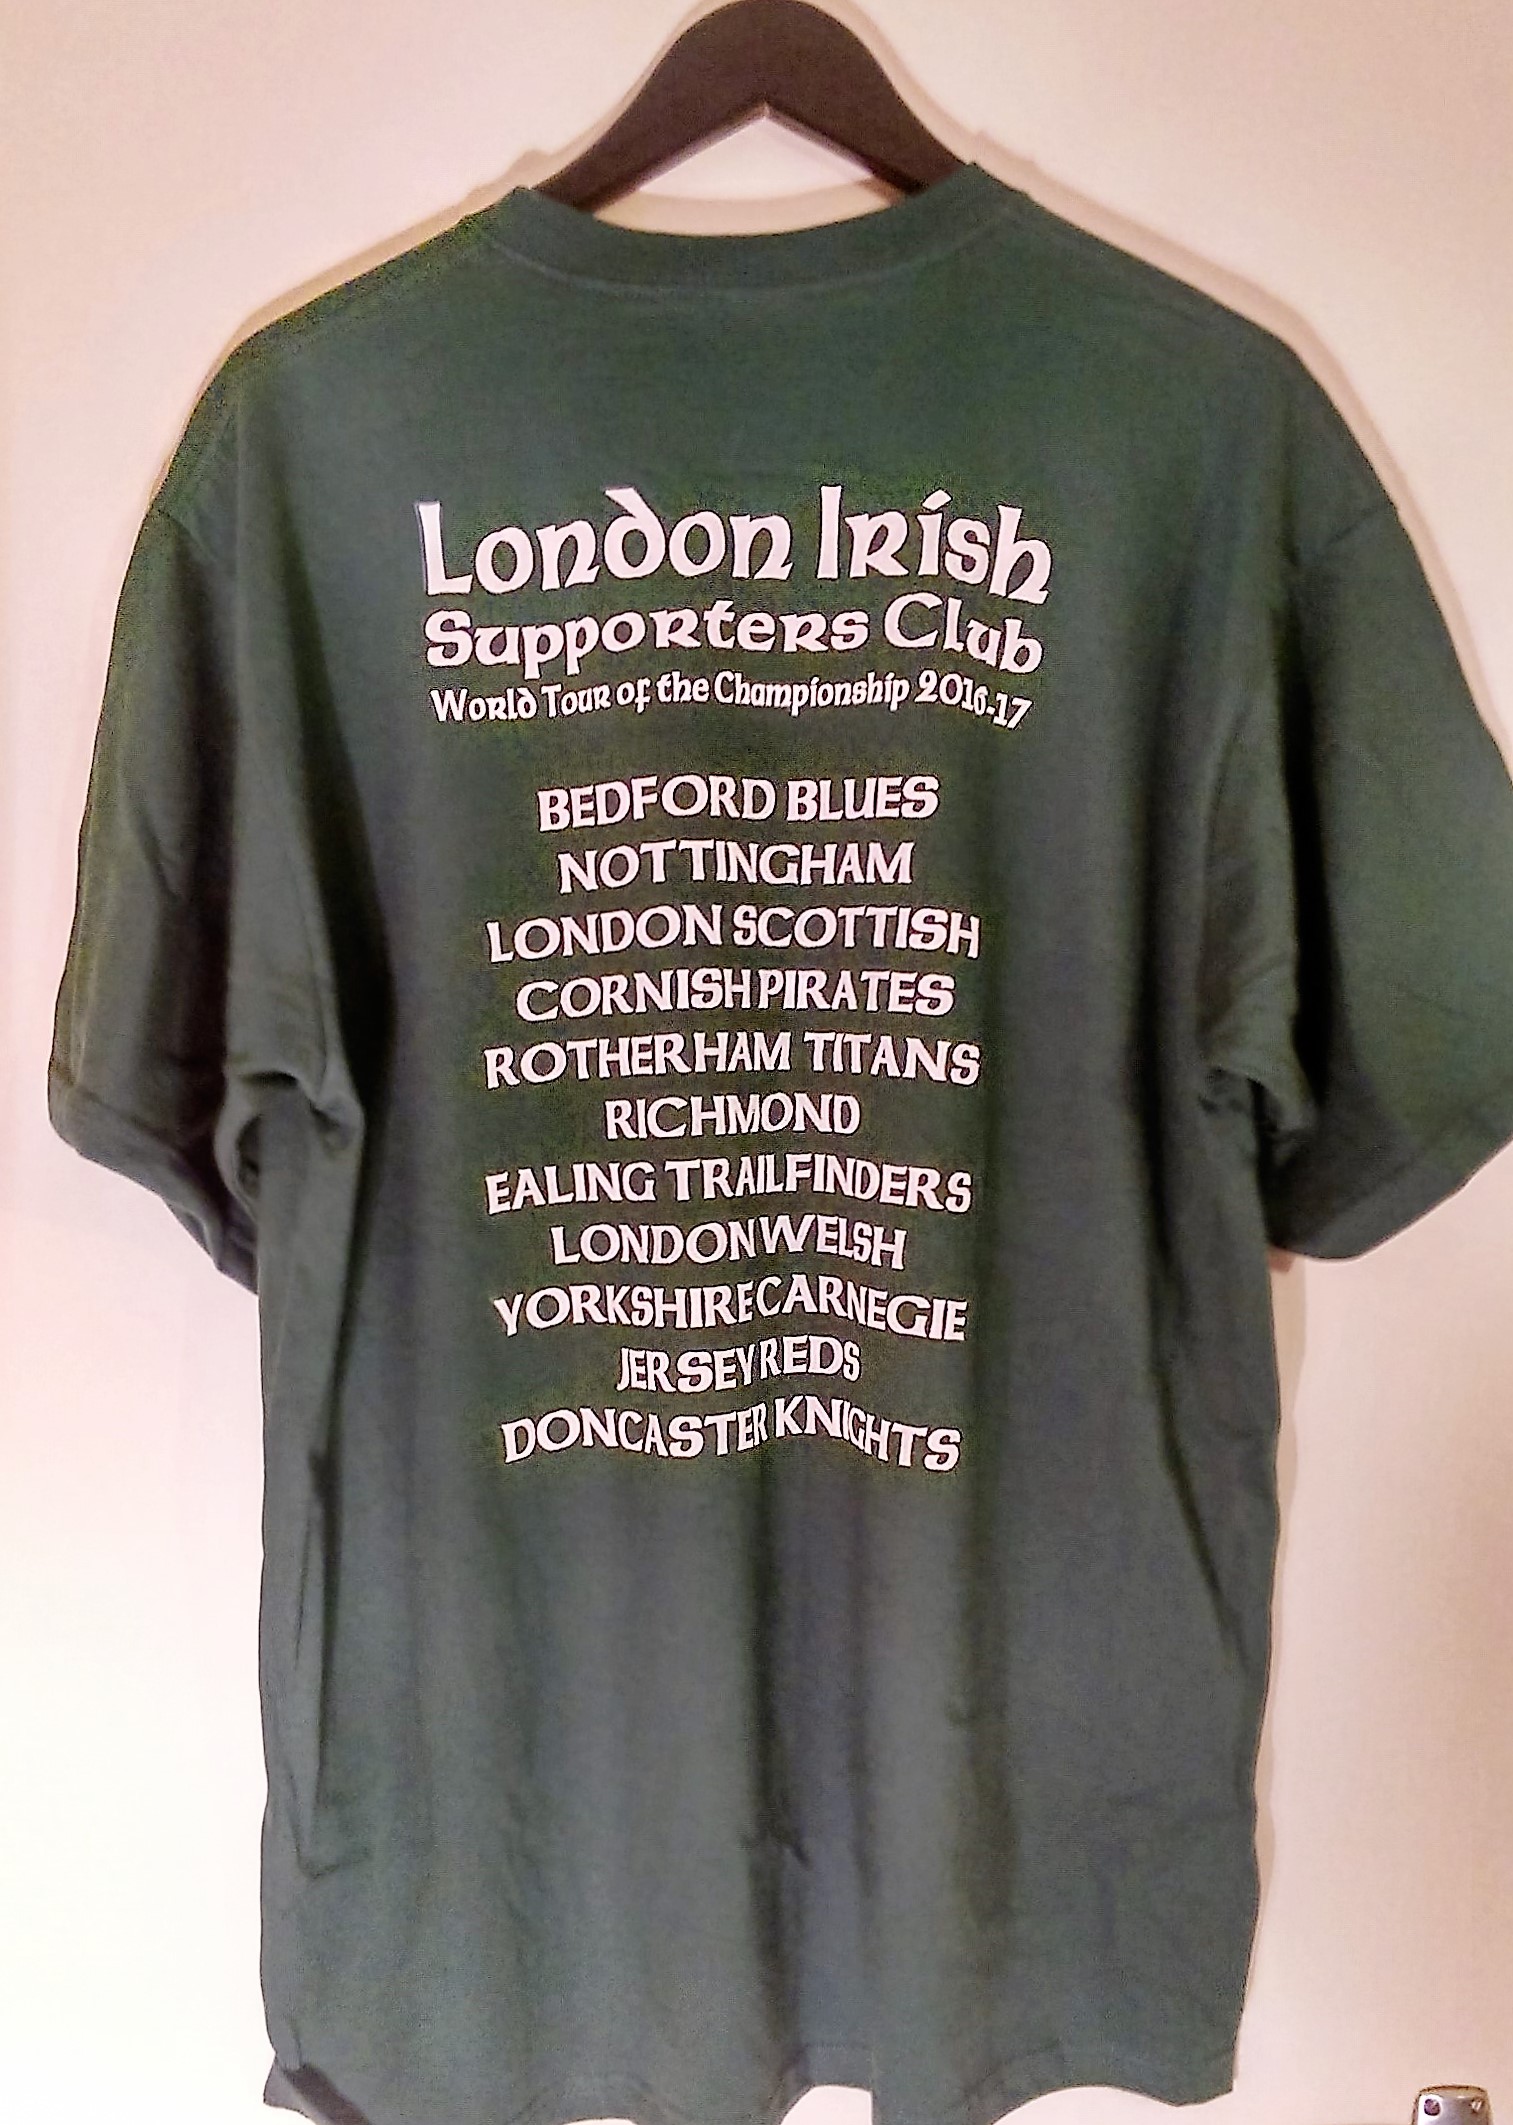 London Irish
Supporters Club
World Tour of the Championship 2016-17
BEDFORD BLUES
NOTTINGHAM
LONDON SCOTTISH
CORNISH PIRATES
ROTHERHAM TITANS
RICHMOND
EALING TRAILFINDERS
LONDON WELSH
YORKSHIRE CARNEGIE
JERSEY REDS
DONCASTER KNIGHTS